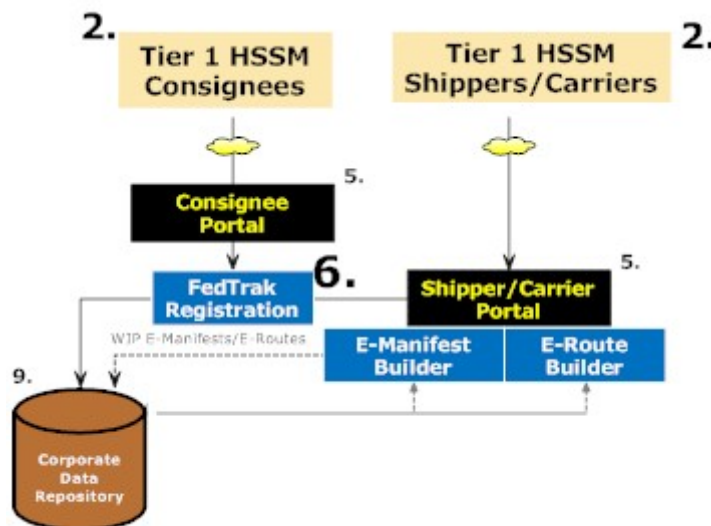 2.
Tier 1 HSSM
Consignees
Tier 1 HSSM
Shippers/Carriers
2.
5.
Consignee
Portal
FedTrak
Registration
6.
5.
Shipper/Carrier
Portal
WIP E-Manifests/E-Routes
E-Manifest
Builder
E-Route
Builder
9.
Corporate
Data
Repository